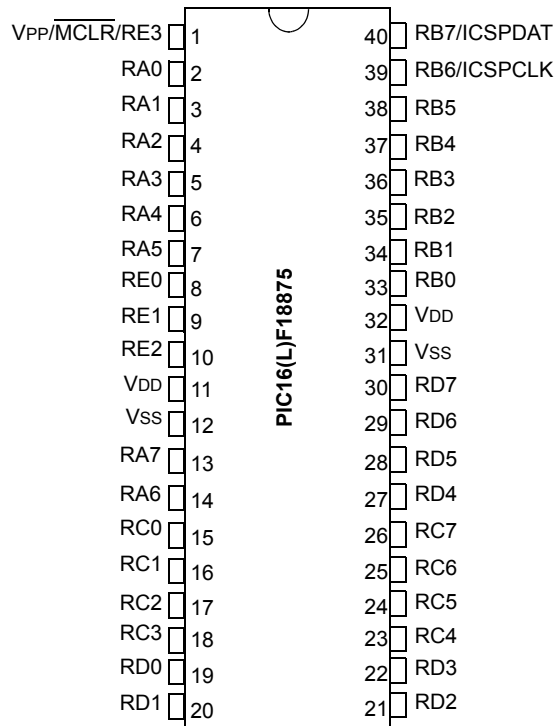 VPP/MCLR/RE3 1 40 RB7/ICSPDAT
RA0 2 39 RB6/ICSPCLK
RA1 3 38 RB5
RA2 4 37 RB4
RA3 5 36 RB3
RA4 6 35 RB2
RA5 7 34 RB1
RE0 8 33 RB0
RE1 9 32 VDD
RE2 10 31 VSS
VDD 11 30 RD7
VSS 12 29 RD6
RA7 13 28 RD5
RA6 14 27 RD4
RC0 15 26 RC7
RC1 16 25 RC6
RC2 17 24 RC5
RC3 18 23 RC4
RD0 19 22 RD3
RD1 20 21 RD2
PIC16(L)F18875